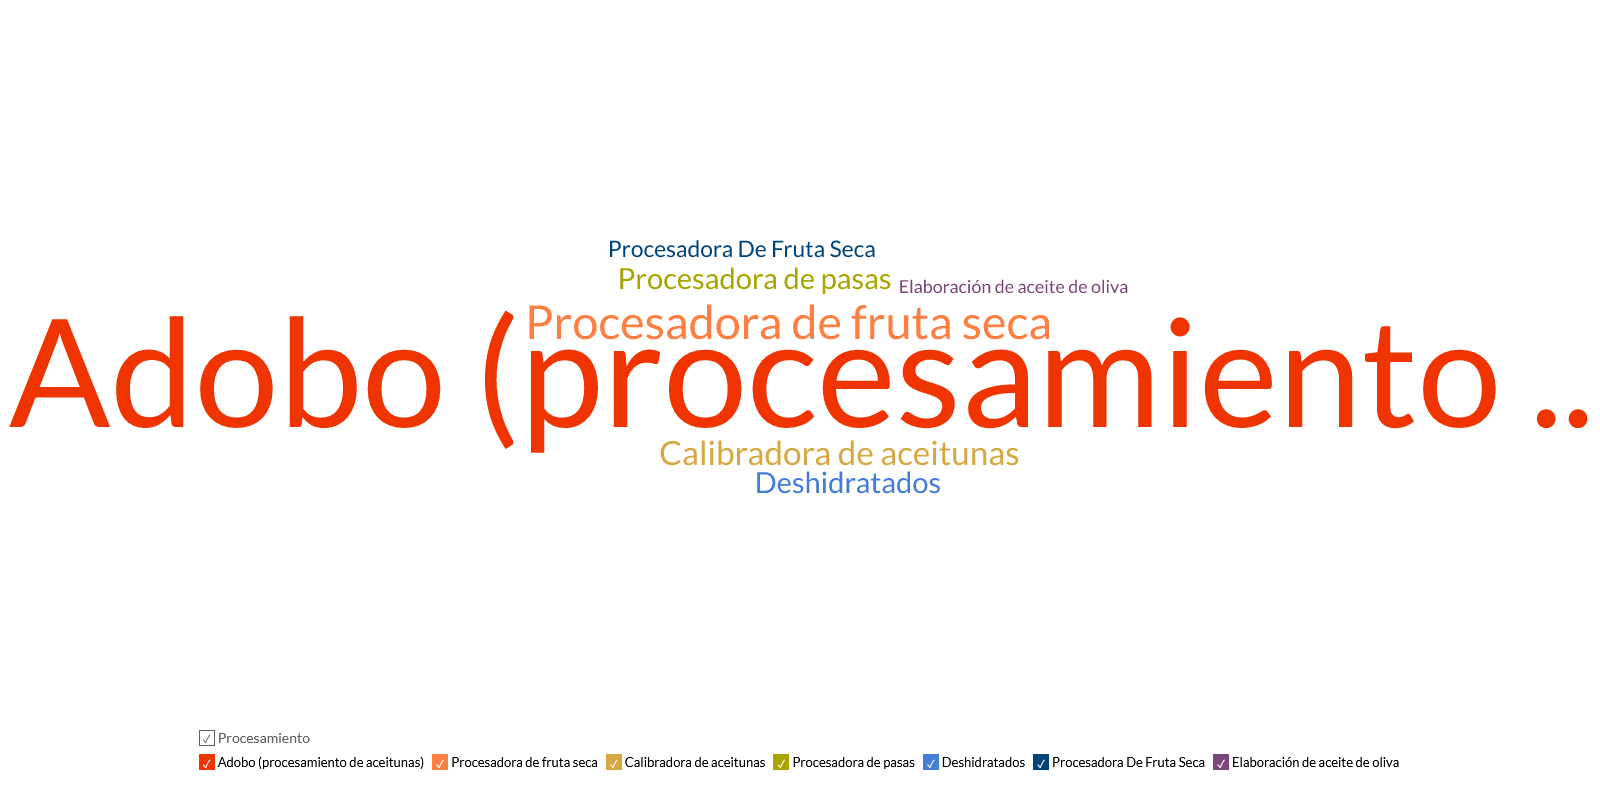 Procesadora De Fruta Seca
Procesadora de pasas
Elaboración de aceite de oliva
Procesadora de fruta seca
Adobo (procesamiento ..
Calibradora de aceitunas
Deshidratados
Procesamiento
Adobo (procesamiento de aceitunas) Procesadora de fruta seca Calibradora de aceitunas Procesadora de pasas Deshidratados Procesadora De Fruta Seca Elaboración de aceite de oliva